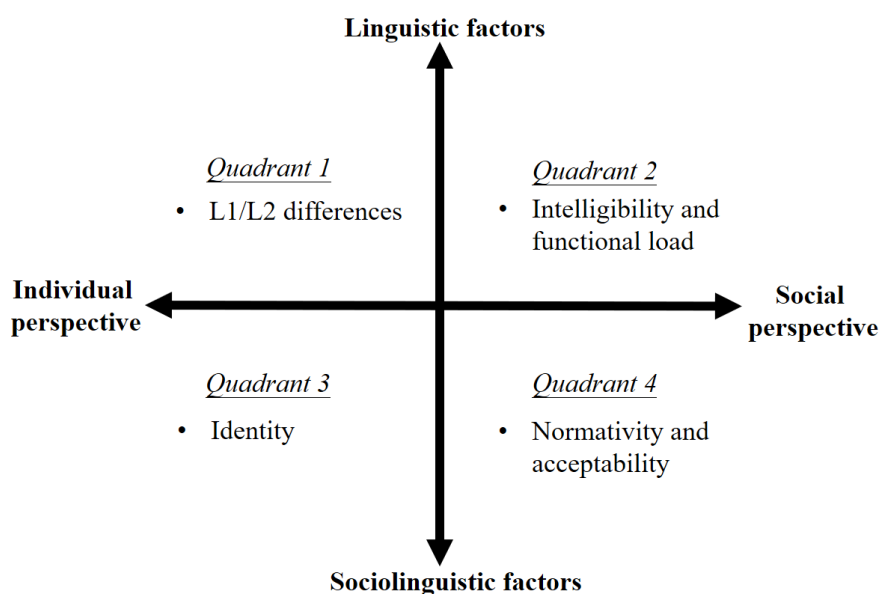 Linguistic factors
Quadrant 1
• L1/L2 differences
Quadrant 2
• Intelligibility and
functional load
Individual
perspective
Social
perspective
Quadrant 3
• Identity
Quadrant 4
• Normativity and
acceptability
Sociolinguistic factors